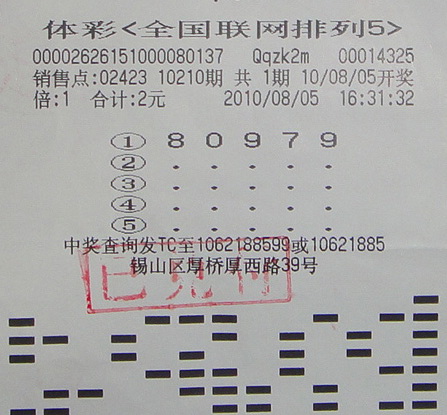 体彩<全国联网排列5>
00002626151000080137 Qqzk2m 00014325
销售点:02423 10210期 共 1期 10/08/05开奖
倍:1 合计:2元 2010/08/05 16:31:32
① 8 0 9 7 9
② . . . . .
③ . . . . .
④ . . . . .
⑤ . . . . .
中奖查询发TC至1062188599或10621885
锡山区厚桥厚西路39号
已兑付